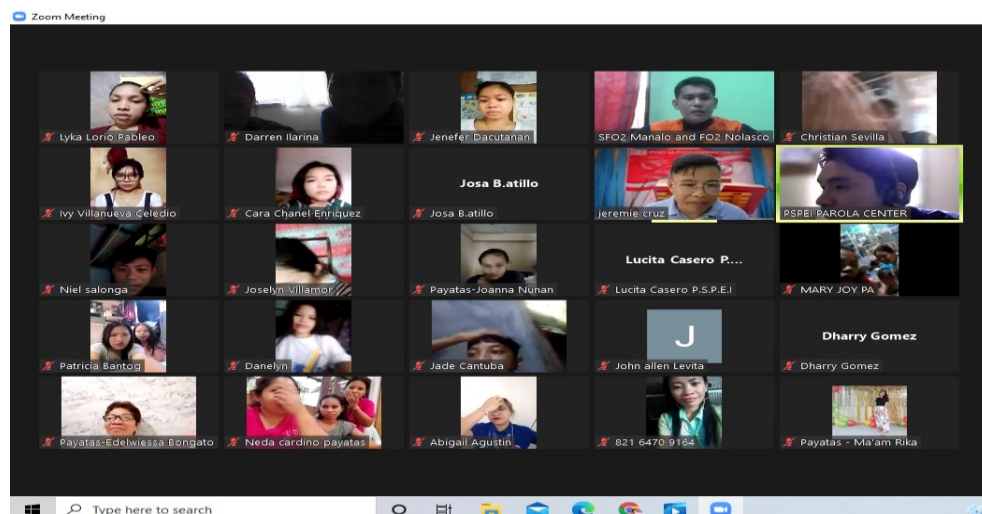 Zoom Meeting
Lyka Lorio Pableo
Darren Ilarina
Jenefer Dacutanan
SFO2 Manalo and FO2 Nolasco
Christian Sevilla
Ivy Villanueva Celedio
Cara Chanel Enriquez
Josa B.atillo
Josa B.atillo
jeremie cruz
PSPEI PAROLA CENTER
Niel salonga
Joselyn Villamor
Payatas-Joanna Nunan
Lucita Casero P....
Lucita Casero P.S.P.E.I
MARY JOY PA
Patricia Bantog
Danelyn
Jade Cantuba
J
John allen Levita
Dharry Gomez
Dharry Gomez
Payatas-Edelwiessa Bongato
Neda cardino payatas
Abigail Agustin
821 6470 9164
Payatas - Ma'am Rika
Type here to search